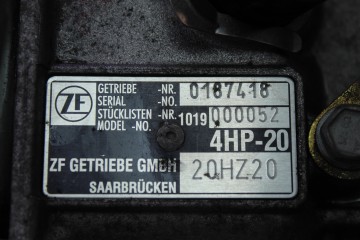 ZF
GETRIEBE -NR. 0187418
SERIAL -NO.
STÜCKLISTEN -NR. 1019 000052
MODEL -NO.
4HP-20
ZF GETRIEBE GMBH 20HZ20
SAARBRÜCKEN